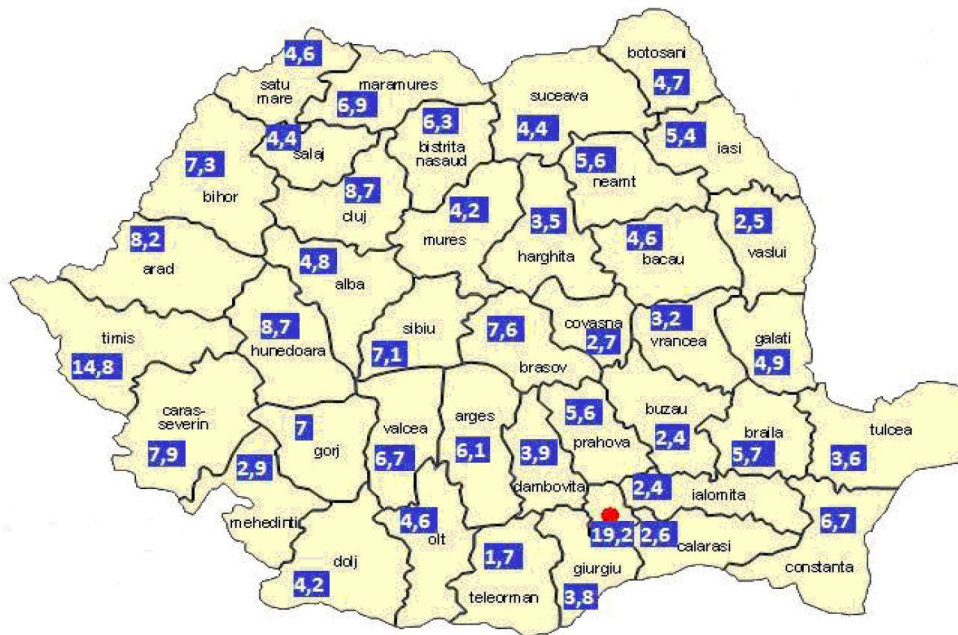 4,6
satu
mare
maramures
6,9
botosani
4,7
suceava
4,4
6,3
bistrita
nasaud
4,4
salaj
5,4
iasi
7,3
bihor
8,7
cluj
5,6
neamt
4,2
mures
3,5
harghita
4,6
bacau
2,5
vaslui
8,2
arad
4,8
alba
timis
14,8
8,7
hunedoara
sibiu
7,1
7,6
brasov
covasna
2,7
3,2
vrancea
galati
4,9
caras-
severin
7,9
7
gorj
valcea
6,7
arges
6,1
3,9
dambovita
5,6
prahova
buzau
2,4
braila
5,7
tulcea
3,6
2,9
mehedinti
4,6
olt
2,4
ialomita
19,2
2,6
calarasi
6,7
constanta
dolj
4,2
1,7
teleorman
giurgiu
3,8